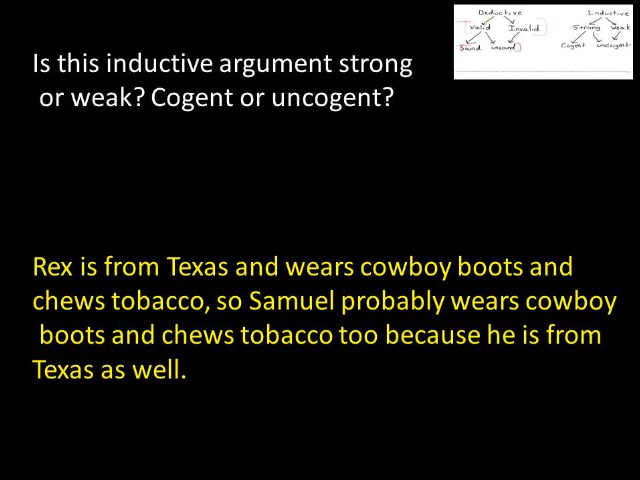 Deductive
Inductive
Valid Invalid
Strong Weak
Sound unsound
Cogent uncogent
Is this inductive argument strong
or weak? Cogent or uncogent?
Rex is from Texas and wears cowboy boots and
chews tobacco, so Samuel probably wears cowboy
boots and chews tobacco too because he is from
Texas as well.